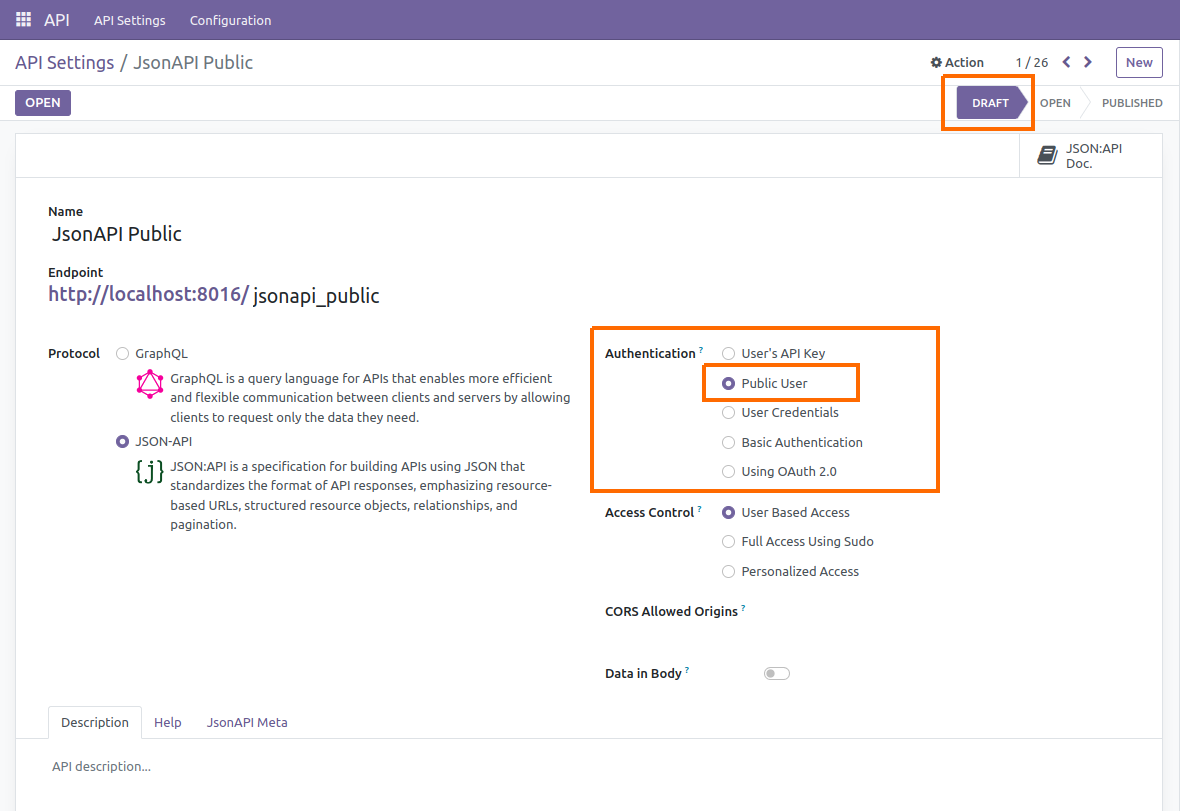 API API Settings Configuration
API Settings / JsonAPI Public Action 1 / 26 New
OPEN DRAFT OPEN PUBLISHED
JSON:API
Doc.
Name
JsonAPI Public
Endpoint
http://localhost:8016/ jsonapi_public
Protocol GraphQL
GraphQL is a query language for APIs that enables more efficient
and flexible communication between clients and servers by allowing
clients to request only the data they need.
JSON-API
{j} JSON:API is a specification for building APIs using JSON that
standardizes the format of API responses, emphasizing resource-
based URLs, structured resource objects, relationships, and
pagination.
Authentication ? User's API Key
Public User
User Credentials
Basic Authentication
Using OAuth 2.0
Access Control ? User Based Access
Full Access Using Sudo
Personalized Access
CORS Allowed Origins ?
Data in Body ?
Description Help JsonAPI Meta
API description...